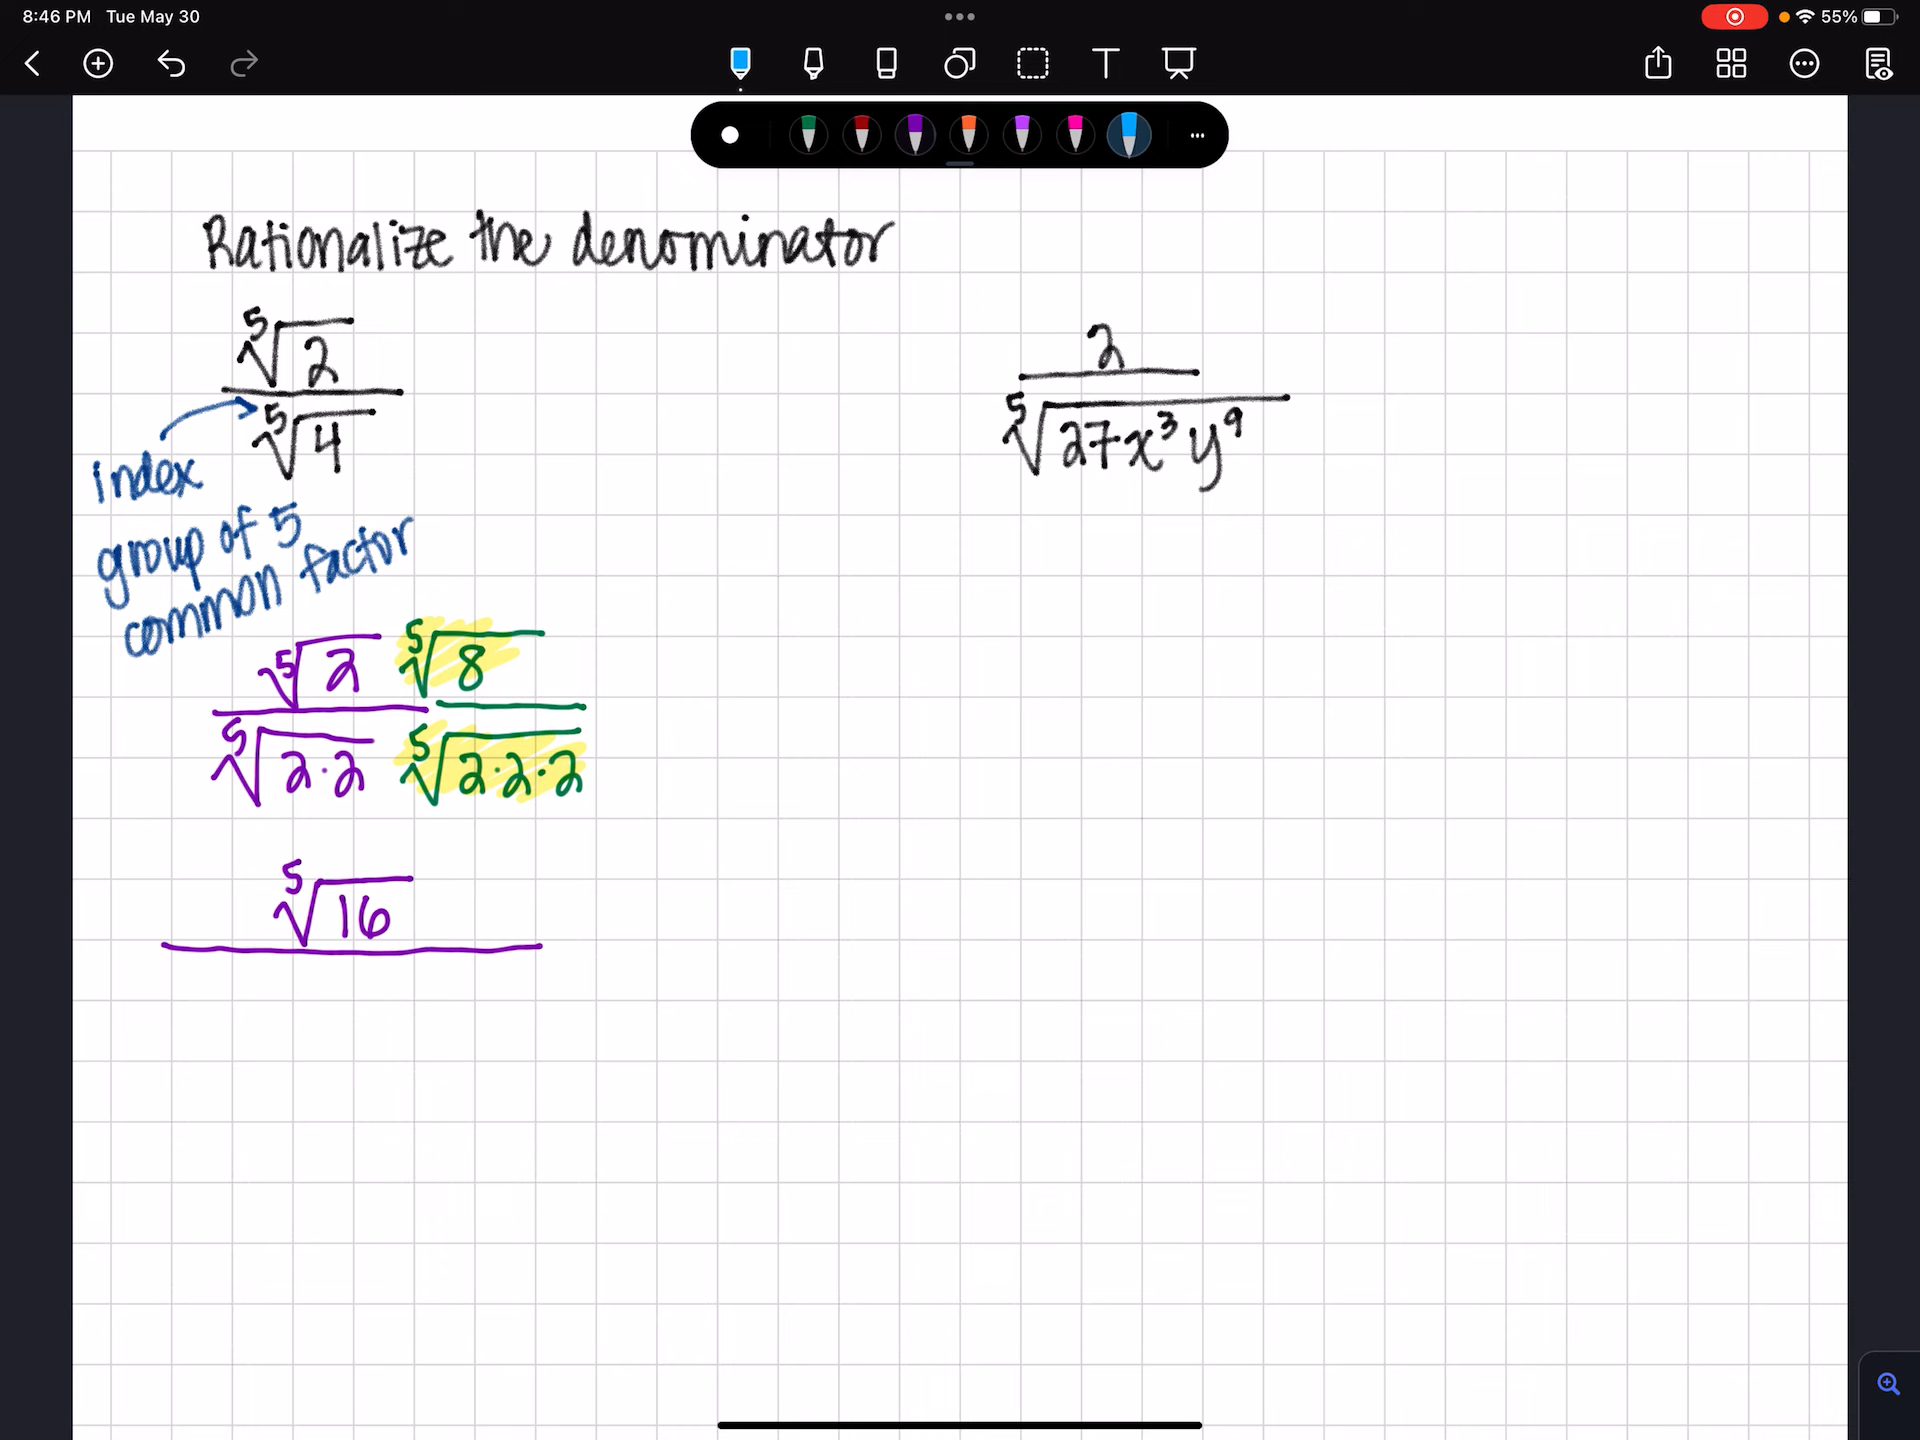 8:46 PM Tue May 30
55%
T
Rationalize the denominator
⁵√2
⁵√4
index
group of 5
common factor
⁵√2 ⁵√8
⁵√2·2 ⁵√2·2·2
⁵√16
2
⁵√27x³y⁹